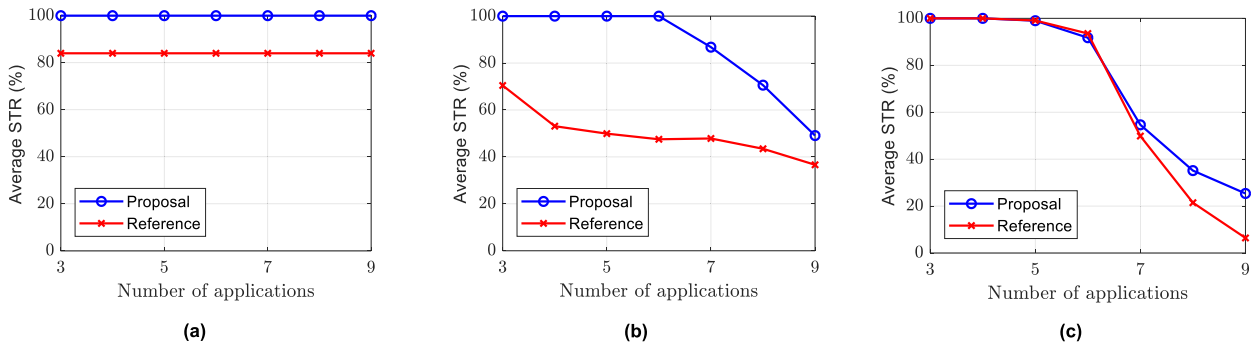 100
80
60
40
20
0
Average STR (%)
Proposal
Reference
3
5
7
9
Number of applications
(a)
100
80
60
40
20
0
Average STR (%)
Proposal
Reference
3
5
7
9
Number of applications
(b)
100
80
60
40
20
0
Average STR (%)
Proposal
Reference
3
5
7
9
Number of applications
(c)